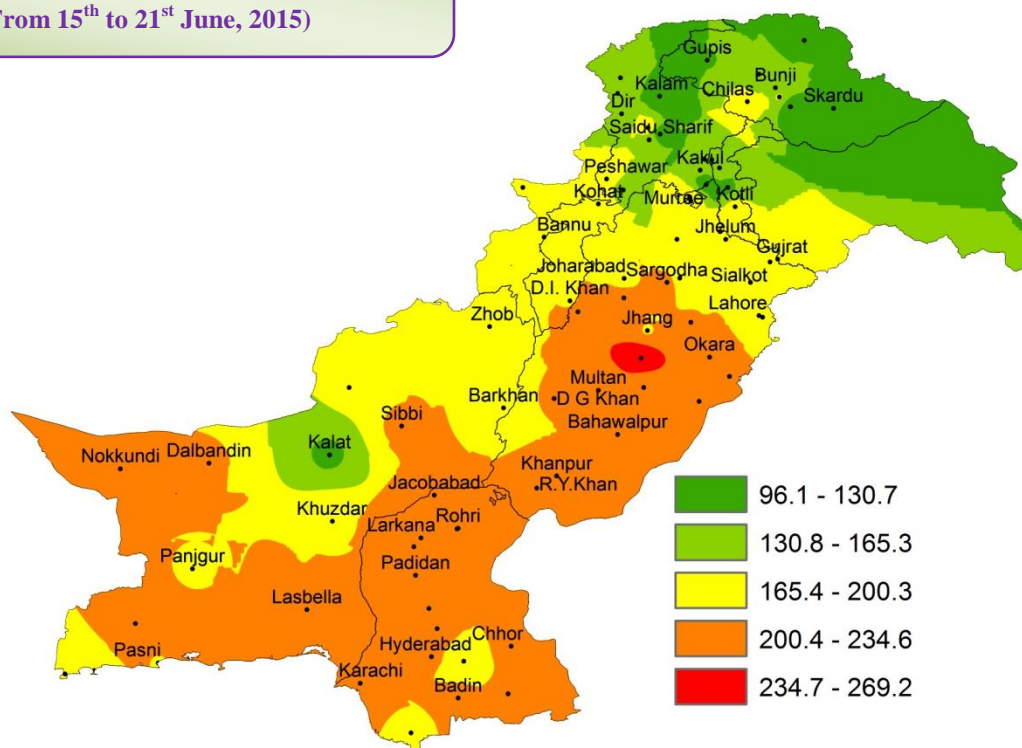 From 15th to 21st June, 2015)
Gupis
Bunji
Kalam
Chilas
Skardu
Dir
Saidu Sharif
Kakul
Peshawar
Kohat
Murree
Kotli
Bannu
Jhelum
Gujrat
Joharabad
Sargodha
Sialkot
D.I. Khan
Lahore
Zhob
Jhang
Okara
Multan
Barkhan
D G Khan
Sibbi
Bahawalpur
Kalat
Nokkundi
Dalbandin
Khanpur
R.Y.Khan
Jacobabad
Khuzdar
Larkana
Rohri
Panjgur
Padidan
Lasbella
Pasni
Hyderabad
Chhor
Karachi
Badin
96.1 - 130.7
130.8 - 165.3
165.4 - 200.3
200.4 - 234.6
234.7 - 269.2